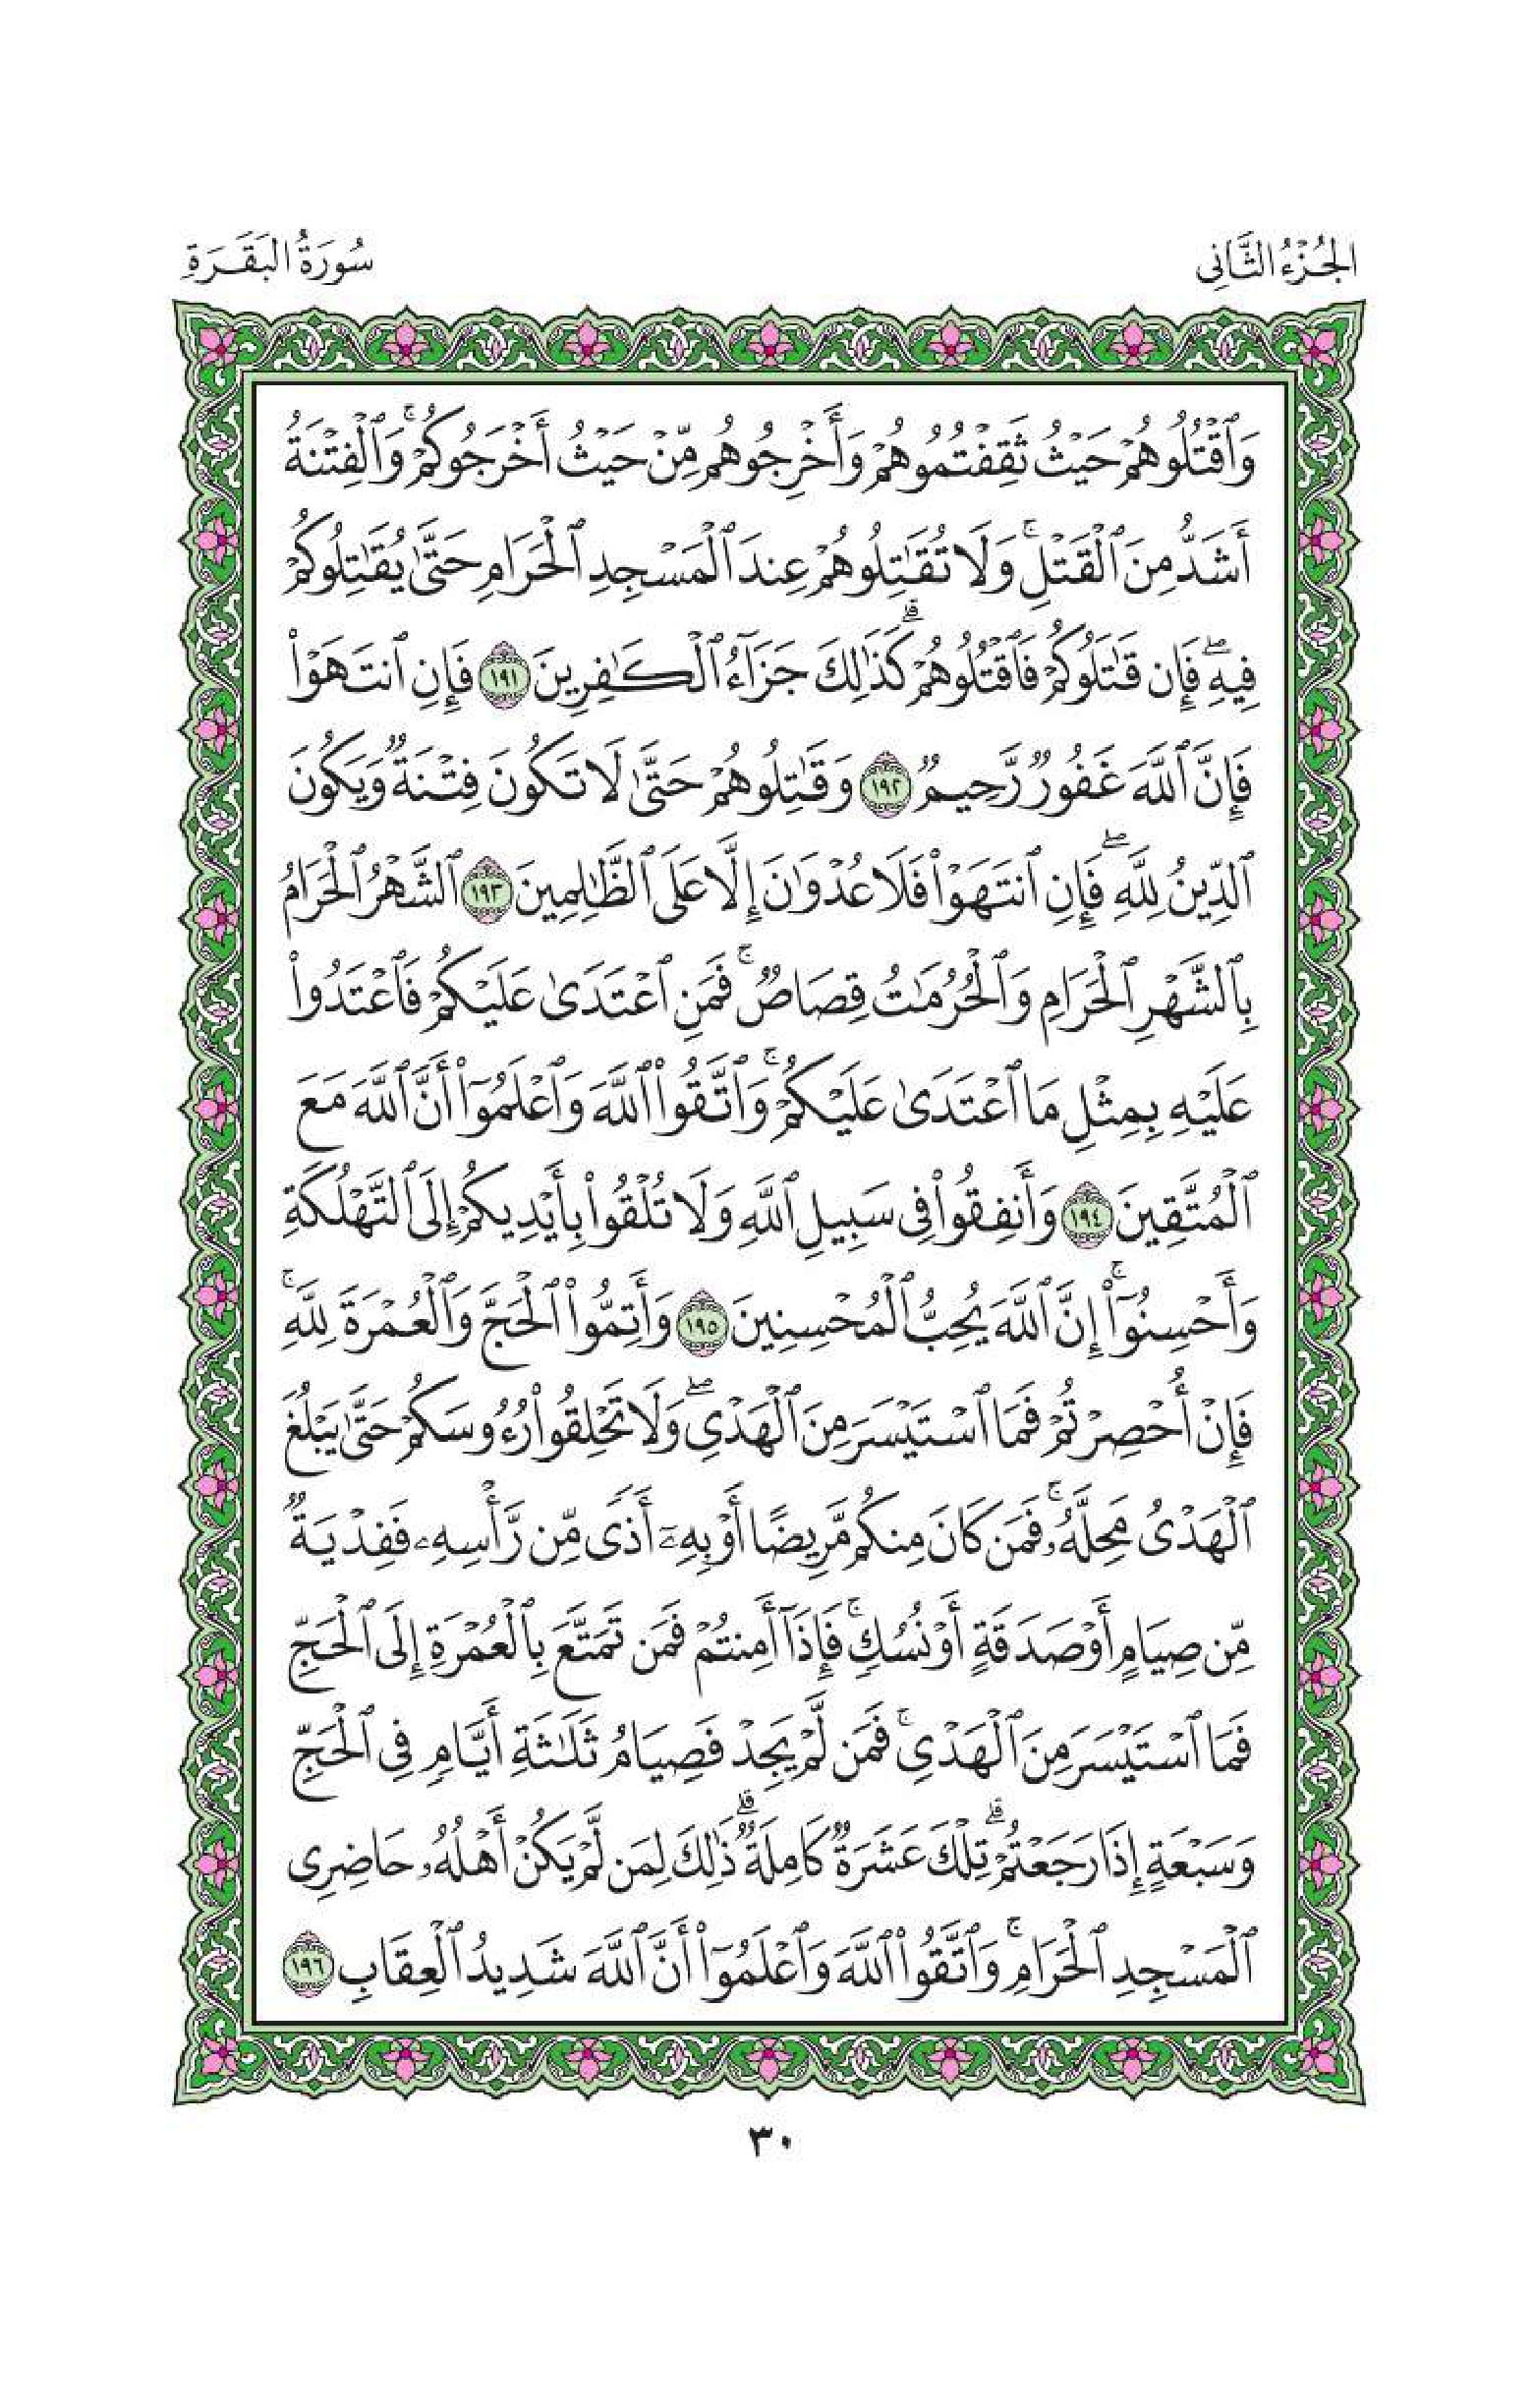 الجُزْءُ الثَّانِي
سُورَةُ البَقَرَةِ
وَٱقۡتُلُوهُمۡ حَيۡثُ ثَقِفۡتُمُوهُمۡ وَأَخۡرِجُوهُم مِّنۡ حَيۡثُ أَخۡرَجُوكُمۡۚ وَٱلۡفِتۡنَةُ
أَشَدُّ مِنَ ٱلۡقَتۡلِۚ وَلَا تُقَٰتِلُوهُمۡ عِندَ ٱلۡمَسۡجِدِ ٱلۡحَرَامِ حَتَّىٰ يُقَٰتِلُوكُمۡ
فِيهِۖ فَإِن قَٰتَلُوكُمۡ فَٱقۡتُلُوهُمۡۗ كَذَٰلِكَ جَزَآءُ ٱلۡكَٰفِرِينَ ١٩١ فَإِنِ ٱنتَهَوۡاْ
فَإِنَّ ٱللَّهَ غَفُورٞ رَّحِيمٞ ١٩٢ وَقَٰتِلُوهُمۡ حَتَّىٰ لَا تَكُونَ فِتۡنَةٞ وَيَكُونَ
ٱلدِّينُ لِلَّهِۖ فَإِنِ ٱنتَهَوۡاْ فَلَا عُدۡوَٰنَ إِلَّا عَلَى ٱلظَّٰلِمِينَ ١٩٣ ٱلشَّهۡرُ ٱلۡحَرَامُ
بِٱلشَّهۡرِ ٱلۡحَرَامِ وَٱلۡحُرُمَٰتُ قِصَاصٞۚ فَمَنِ ٱعۡتَدَىٰ عَلَيۡكُمۡ فَٱعۡتَدُواْ
عَلَيۡهِ بِمِثۡلِ مَا ٱعۡتَدَىٰ عَلَيۡكُمۡۚ وَٱتَّقُواْ ٱللَّهَ وَٱعۡلَمُوٓاْ أَنَّ ٱللَّهَ مَعَ
ٱلۡمُتَّقِينَ ١٩٤ وَأَنفِقُواْ فِي سَبِيلِ ٱللَّهِ وَلَا تُلۡقُواْ بِأَيۡدِيكُمۡ إِلَى ٱلتَّهۡلُكَةِ
وَأَحۡسِنُوٓاْۚ إِنَّ ٱللَّهَ يُحِبُّ ٱلۡمُحۡسِنِينَ ١٩٥ وَأَتِمُّواْ ٱلۡحَجَّ وَٱلۡعُمۡرَةَ لِلَّهِۚ
فَإِنۡ أُحۡصِرۡتُمۡ فَمَا ٱسۡتَيۡسَرَ مِنَ ٱلۡهَدۡيِۖ وَلَا تَحۡلِقُواْ رُءُوسَكُمۡ حَتَّىٰ يَبۡلُغَ
ٱلۡهَدۡيُ مَحِلَّهُۥۚ فَمَن كَانَ مِنكُم مَّرِيضًا أَوۡ بِهِۦٓ أَذٗى مِّن رَّأۡسِهِۦ فَفِدۡيَةٞ
مِّن صِيَامٍ أَوۡ صَدَقَةٍ أَوۡ نُسُكٖۚ فَإِذَآ أَمِنتُمۡ فَمَن تَمَتَّعَ بِٱلۡعُمۡرَةِ إِلَى ٱلۡحَجِّ
فَمَا ٱسۡتَيۡسَرَ مِنَ ٱلۡهَدۡيِۚ فَمَن لَّمۡ يَجِدۡ فَصِيَامُ ثَلَٰثَةِ أَيَّامٖ فِي ٱلۡحَجِّ
وَسَبۡعَةٍ إِذَا رَجَعۡتُمۡۗ تِلۡكَ عَشَرَةٞ كَامِلَةٞۗ ذَٰلِكَ لِمَن لَّمۡ يَكُنۡ أَهۡلُهُۥ حَاضِرِي
ٱلۡمَسۡجِدِ ٱلۡحَرَامِۚ وَٱتَّقُواْ ٱللَّهَ وَٱعۡلَمُوٓاْ أَنَّ ٱللَّهَ شَدِيدُ ٱلۡعِقَابِ ١٩٦
٣٠